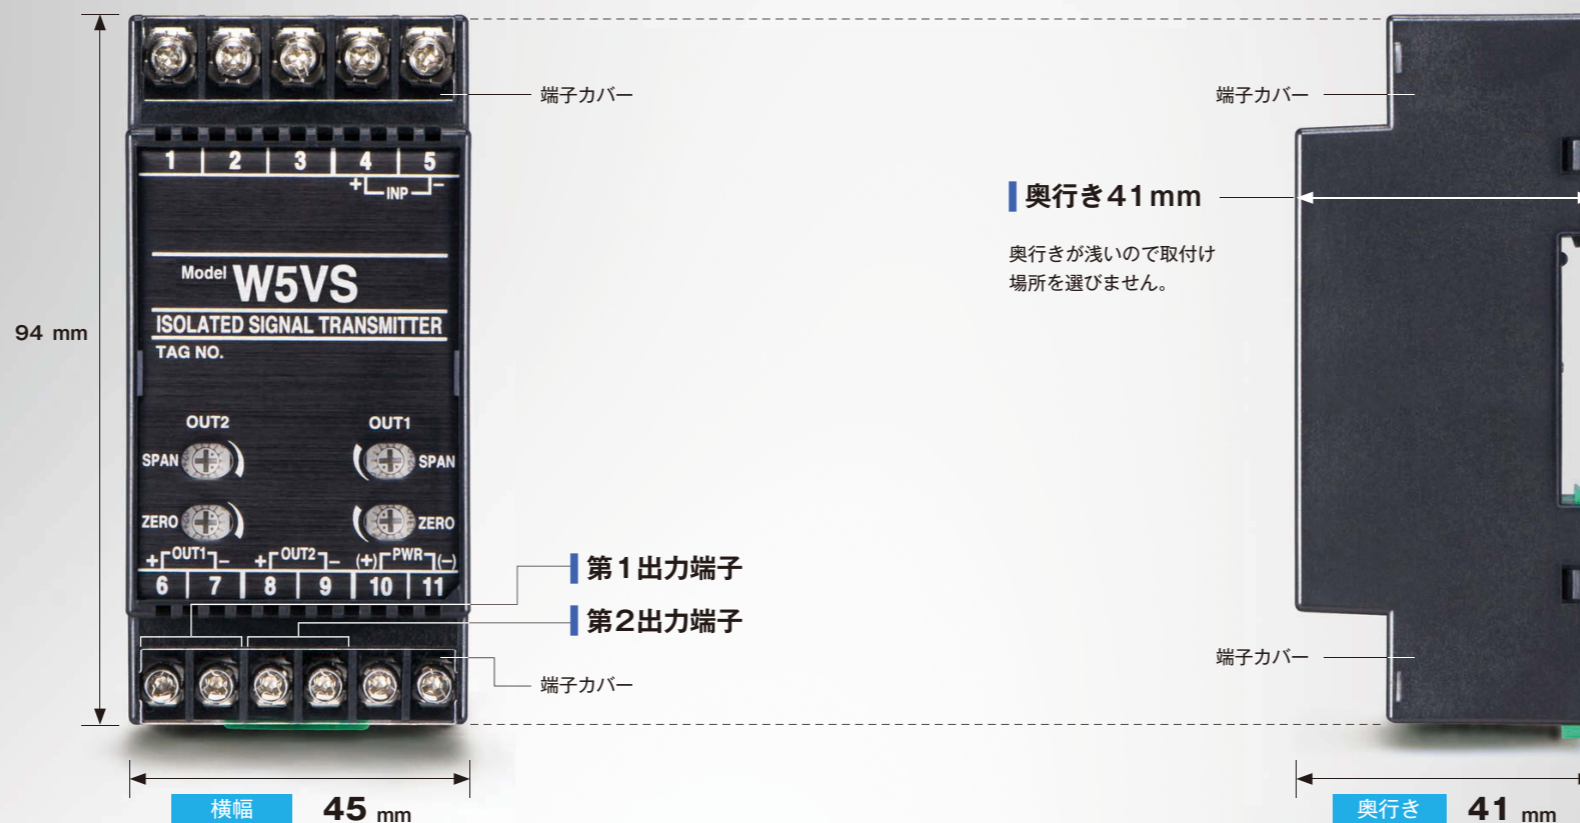 端子カバー
1 2 3 4 5
+ INP −
Model W5VS
ISOLATED SIGNAL TRANSMITTER
TAG NO.
94 mm
OUT2 OUT1
SPAN SPAN
ZERO ZERO
+ OUT1 − + OUT2 − (+) PWR (−)
6 7 8 9 10 11
第1出力端子
第2出力端子
端子カバー
横幅 45 mm
端子カバー
奥行き41mm
奥行きが浅いので取付け
場所を選びません。
端子カバー
奥行き 41 mm